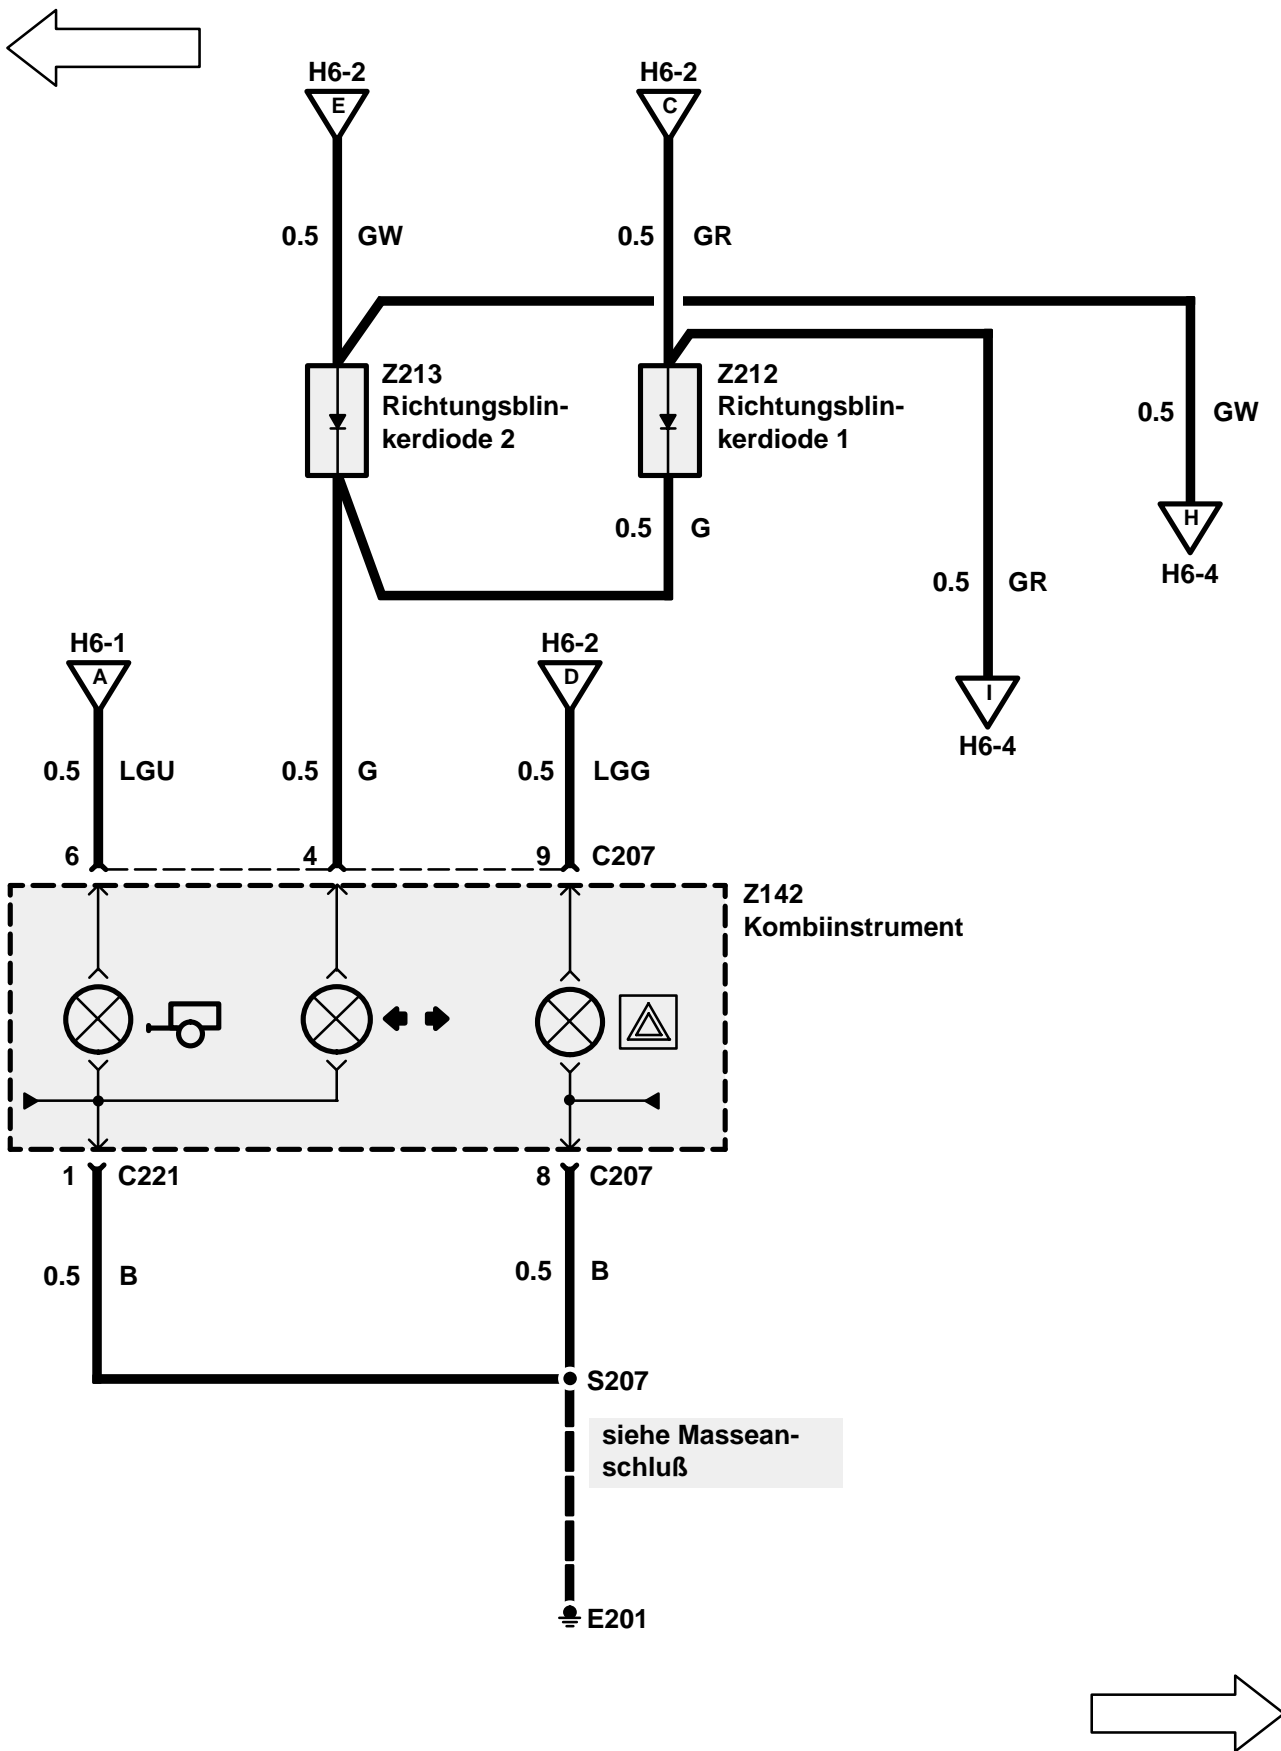 H6-2
H6-2
E
C
0.5 GW
0.5 GR
Z213
Richtungsblin-
kerdiode 2
Z212
Richtungsblin-
kerdiode 1
0.5 GW
H
H6-4
0.5 G
0.5 GR
I
H6-4
H6-1
A
H6-2
D
0.5 LGU
0.5 G
0.5 LGG
6
4
9 C207
Z142
Kombiinstrument
1 C221
8 C207
0.5 B
0.5 B
S207
siehe Massean-
schluß
E201